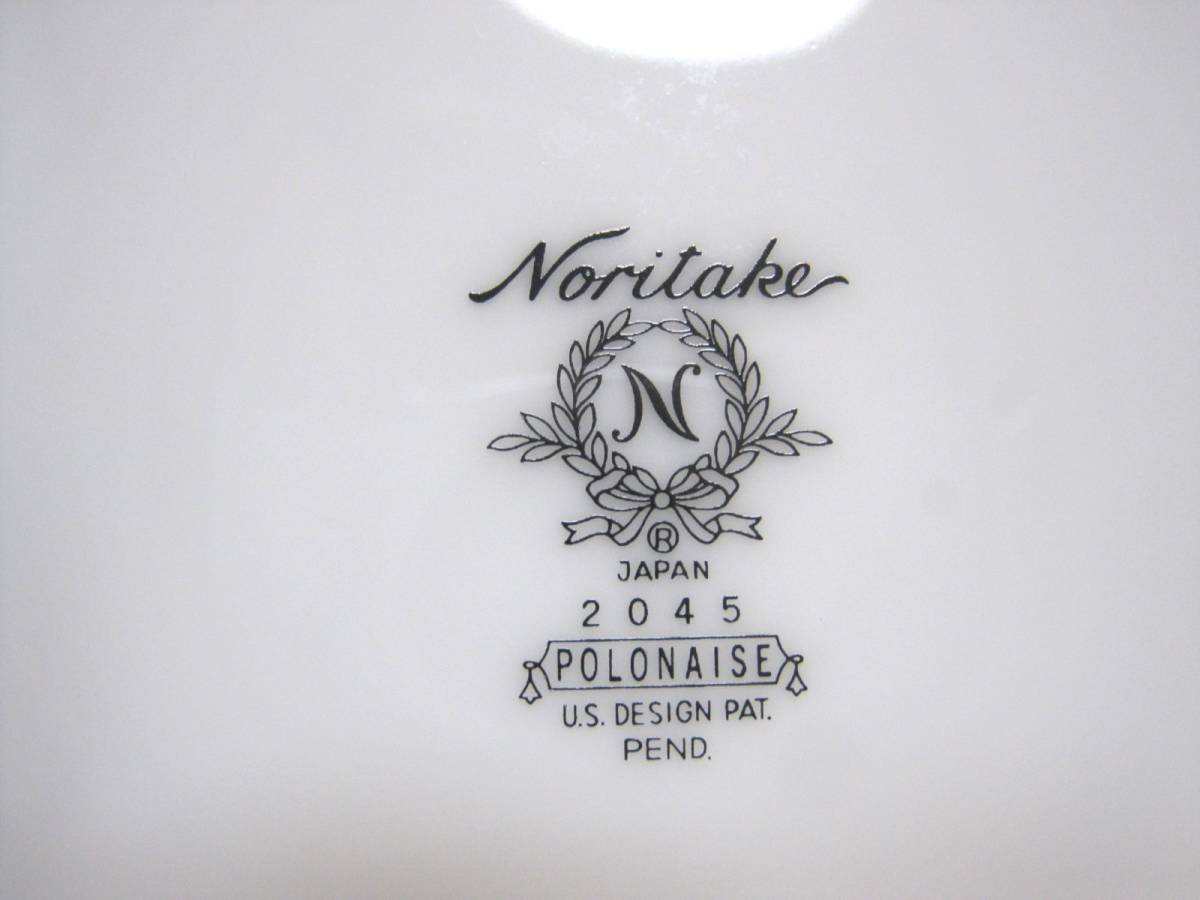 Noritake
N
®
JAPAN
2045
POLONAISE
U.S. DESIGN PAT.
PEND.